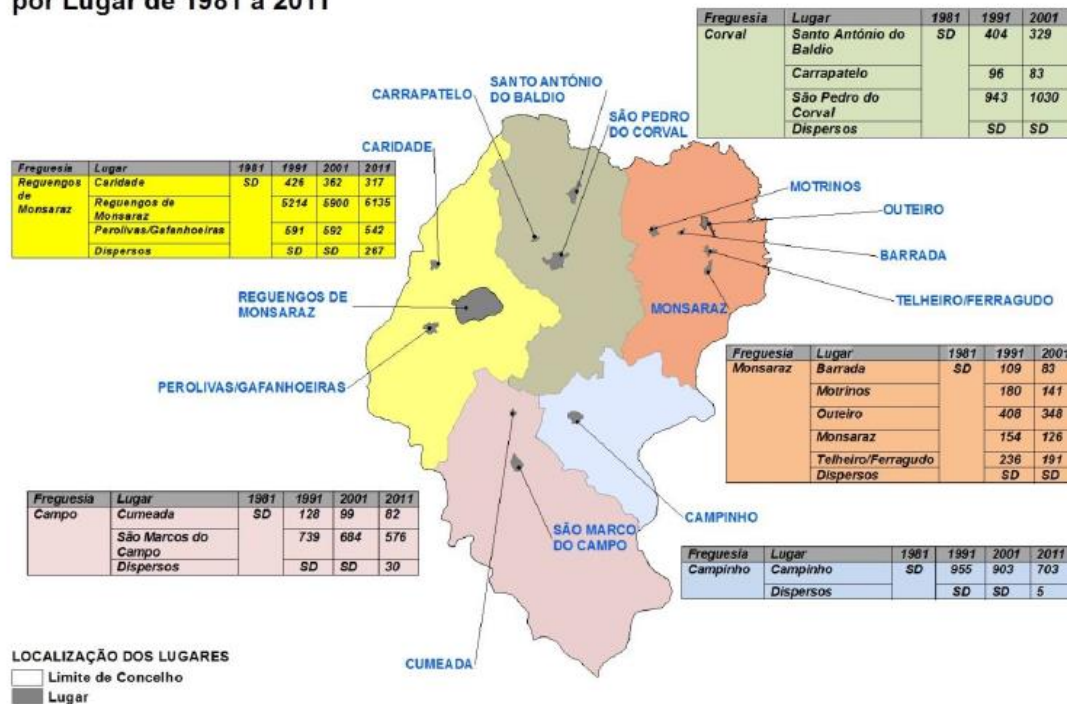 por Lugar de 1981 a 2011
Freguesia Lugar 1981 1991 2001
Corval Santo António do Baldio SD 404 329
Carrapatelo 96 83
São Pedro do Corval 943 1030
Dispersos SD SD
SANTO ANTÓNIO
DO BALDIO
CARRAPATELO
SÃO PEDRO
DO CORVAL
CARIDADE
Freguesia Lugar 1981 1991 2001 2011
Reguengos de Monsaraz Caridade SD 426 362 317
Reguengos de Monsaraz 5214 5900 6135
Perolivas/Gafanhoeiras 591 592 542
Dispersos SD SD 267
MOTRINOS
OUTEIRO
BARRADA
TELHEIRO/FERRAGUDO
MONSARAZ
REGUENGOS DE
MONSARAZ
PEROLIVAS/GAFANHOEIRAS
Freguesia Lugar 1981 1991 2001
Monsaraz Barrada SD 109 83
Motrinos 180 141
Outeiro 408 348
Monsaraz 154 126
Telheiro/Ferragudo 236 191
Dispersos SD SD
Freguesia Lugar 1981 1991 2001 2011
Campo Cumeada SD 128 99 82
São Marcos do Campo 739 684 576
Dispersos SD SD 30
SÃO MARCO
DO CAMPO
CAMPINHO
Freguesia Lugar 1981 1991 2001 2011
Campinho Campinho SD 955 903 703
Dispersos SD SD 5
CUMEADA
LOCALIZAÇÃO DOS LUGARES
Limite de Concelho
Lugar